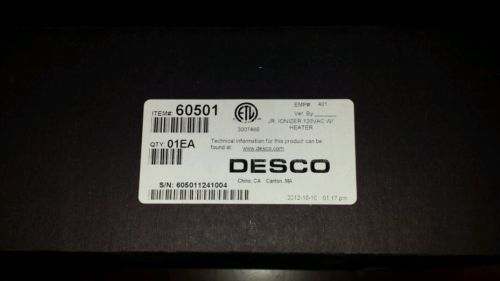 ITEM#: 60501
ETL
3007466
EMP# 401
Ver. By:
JR. IONIZER 120VAC W/
HEATER
QTY: 01EA
Technical information for this product can be
found at: www.desco.com
DESCO
Chino, CA Canton, MA
S/N: 605011241004
2012-10-10 01:17 pm